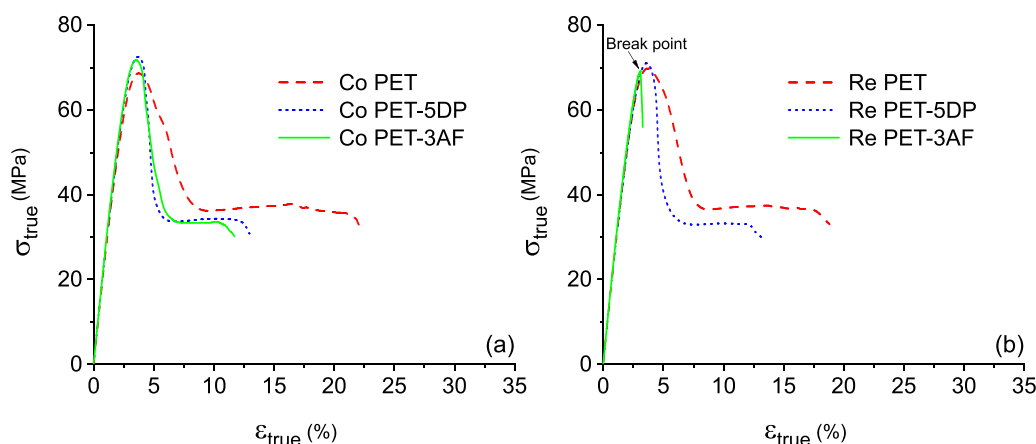 80
60
40
20
0
σtrue (MPa)
Co PET
Co PET-5DP
Co PET-3AF
(a)
0 5 10 15 20 25 30 35
εtrue (%)
80
60
40
20
0
σtrue (MPa)
Break point
Re PET
Re PET-5DP
Re PET-3AF
(b)
0 5 10 15 20 25 30 35
εtrue (%)